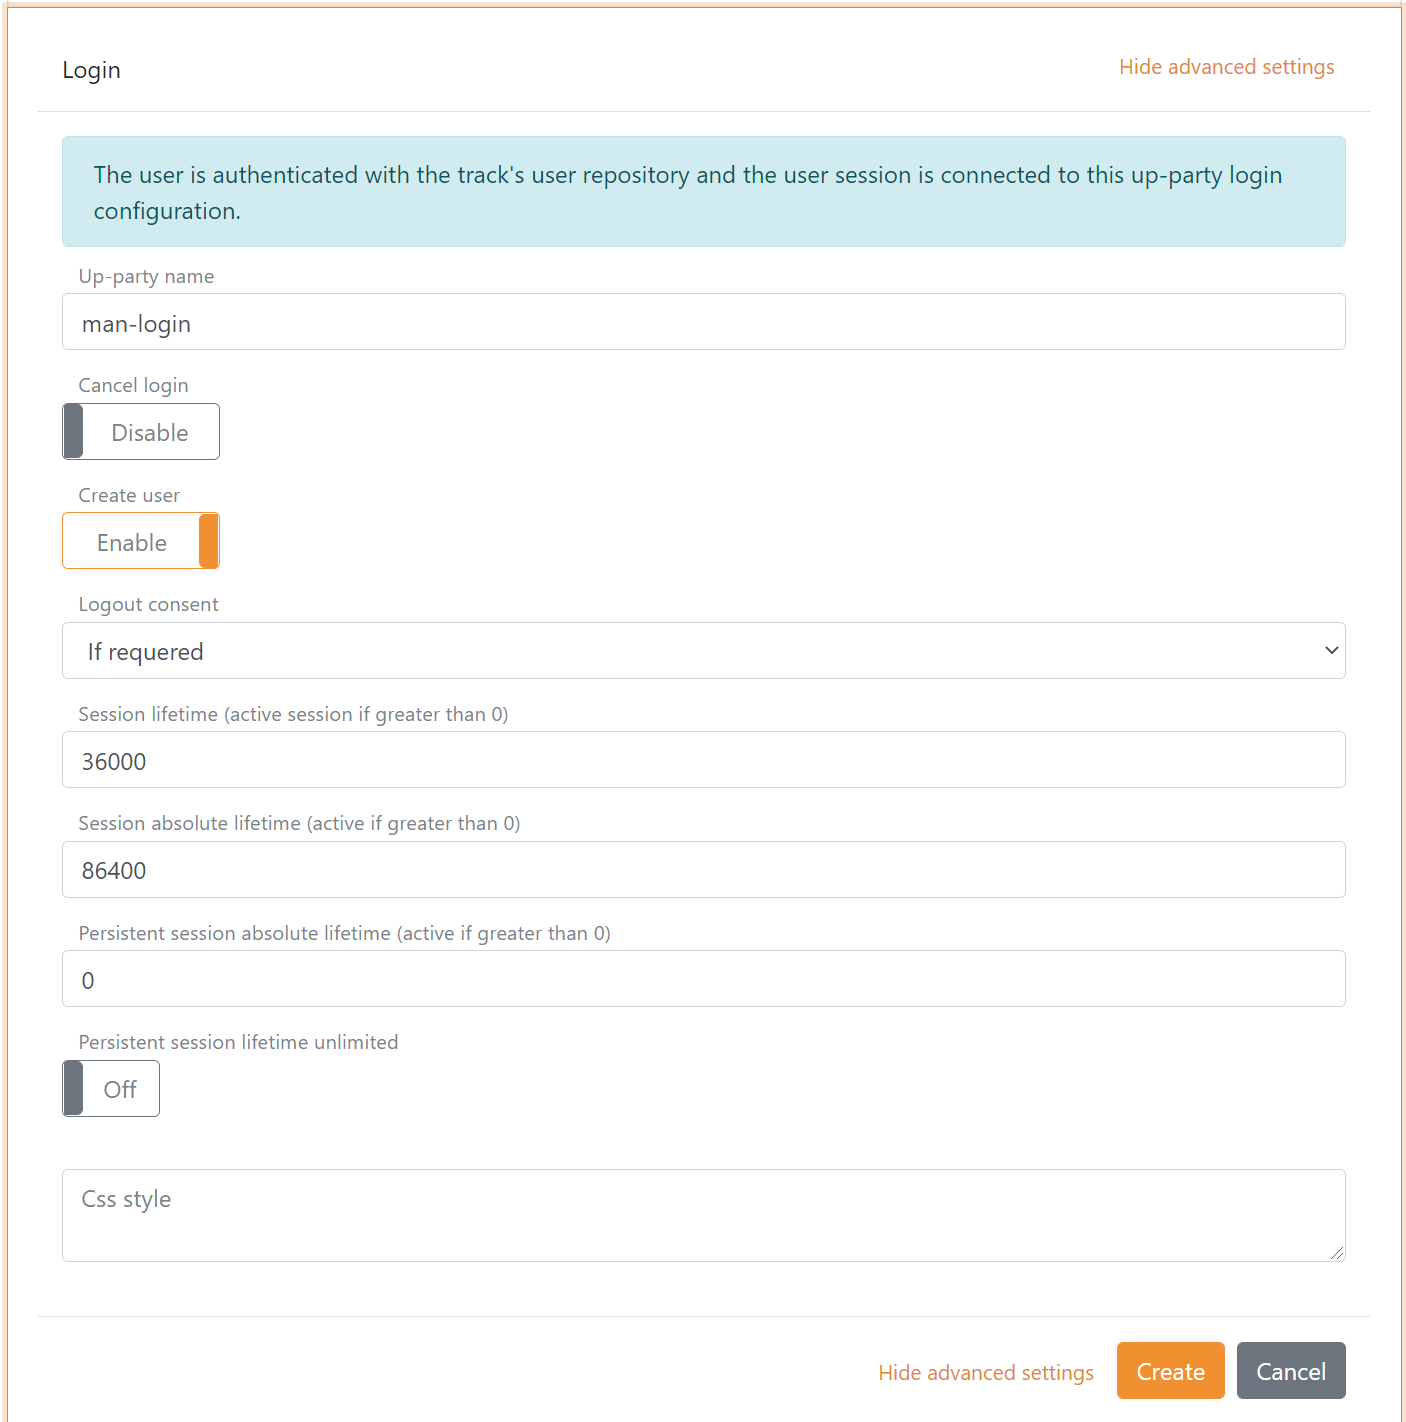 Login
Hide advanced settings
The user is authenticated with the track's user repository and the user session is connected to this up-party login
configuration.
Up-party name
man-login
Cancel login
Disable
Create user
Enable
Logout consent
If requered
Session lifetime (active session if greater than 0)
36000
Session absolute lifetime (active if greater than 0)
86400
Persistent session absolute lifetime (active if greater than 0)
0
Persistent session lifetime unlimited
Off
Css style
Hide advanced settings
Create
Cancel